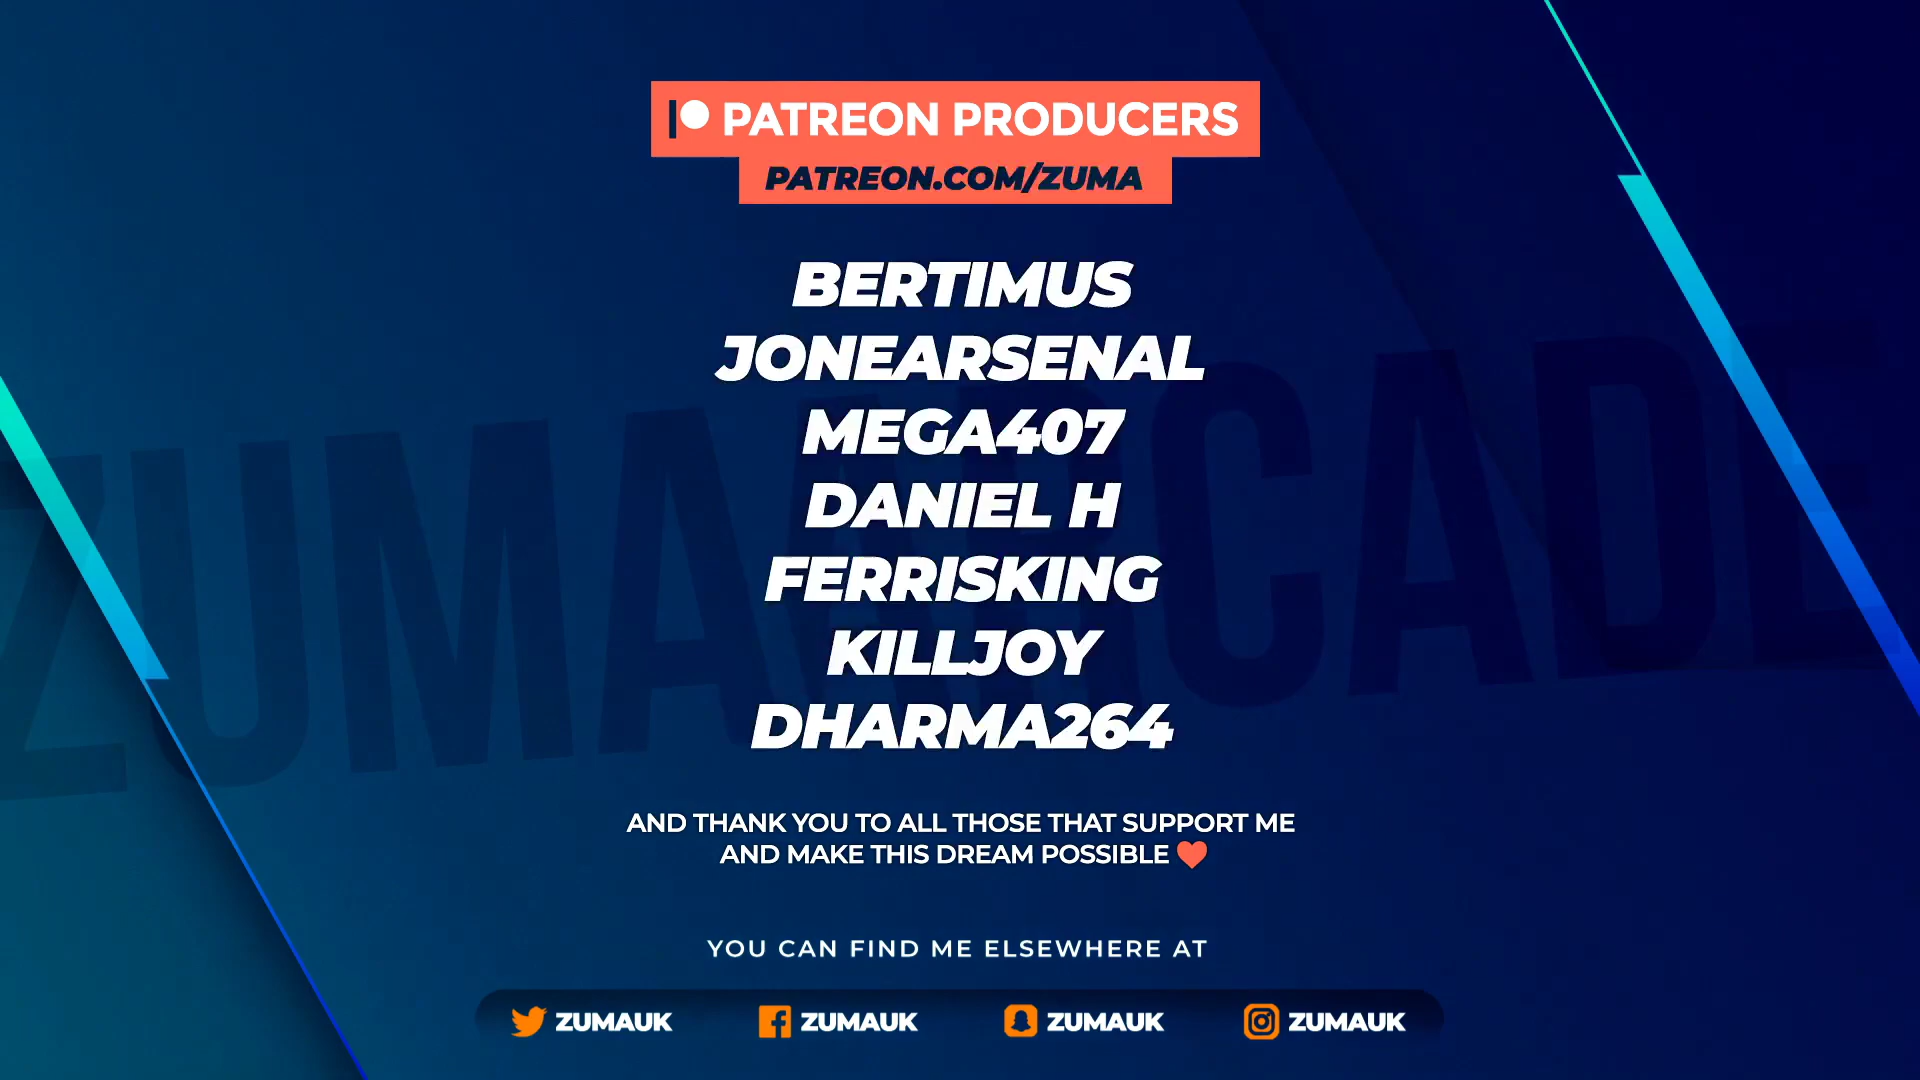 PATREON PRODUCERS
PATREON.COM/ZUMA
BERTIMUS
JONEARSENAL
MEGA407
DANIEL H
FERRISKING
KILLJOY
DHARMA264
AND THANK YOU TO ALL THOSE THAT SUPPORT ME
AND MAKE THIS DREAM POSSIBLE ♥
YOU CAN FIND ME ELSEWHERE AT
ZUMAUK ZUMAUK ZUMAUK ZUMAUK
ZUMAARCADE